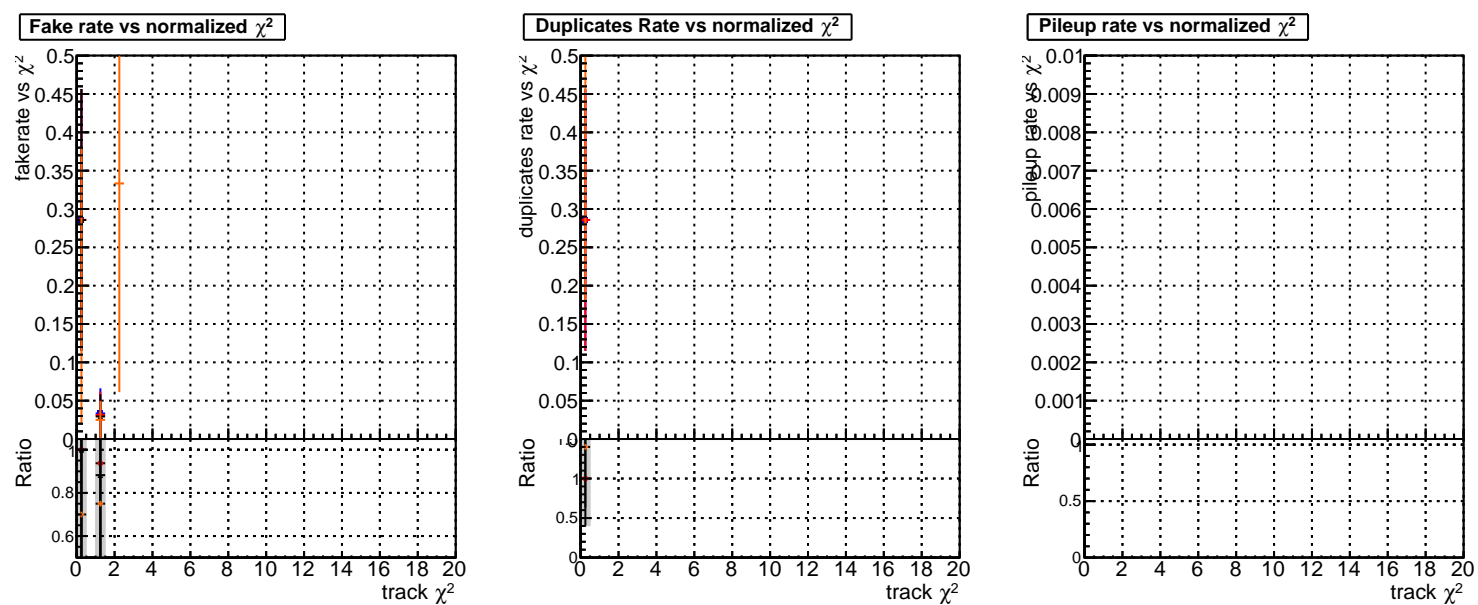 Fake rate vs normalized χ²
fakerate vs χ²
0.5
0.45
0.4
0.35
0.3
0.25
0.2
0.15
0.1
0.05
0
Ratio
1
0.8
0.6
0 2 4 6 8 10 12 14 16 18 20
track χ²
Duplicates Rate vs normalized χ²
duplicates rate vs χ²
0.5
0.45
0.4
0.35
0.3
0.25
0.2
0.15
0.1
0.05
0
Ratio
1
0.5
0
0 2 4 6 8 10 12 14 16 18 20
track χ²
Pileup rate vs normalized χ²
pileup rate vs χ²
0.01
0.009
0.008
0.007
0.006
0.005
0.004
0.003
0.002
0.001
0
Ratio
1
0.5
0
0 2 4 6 8 10 12 14 16 18 20
track χ²